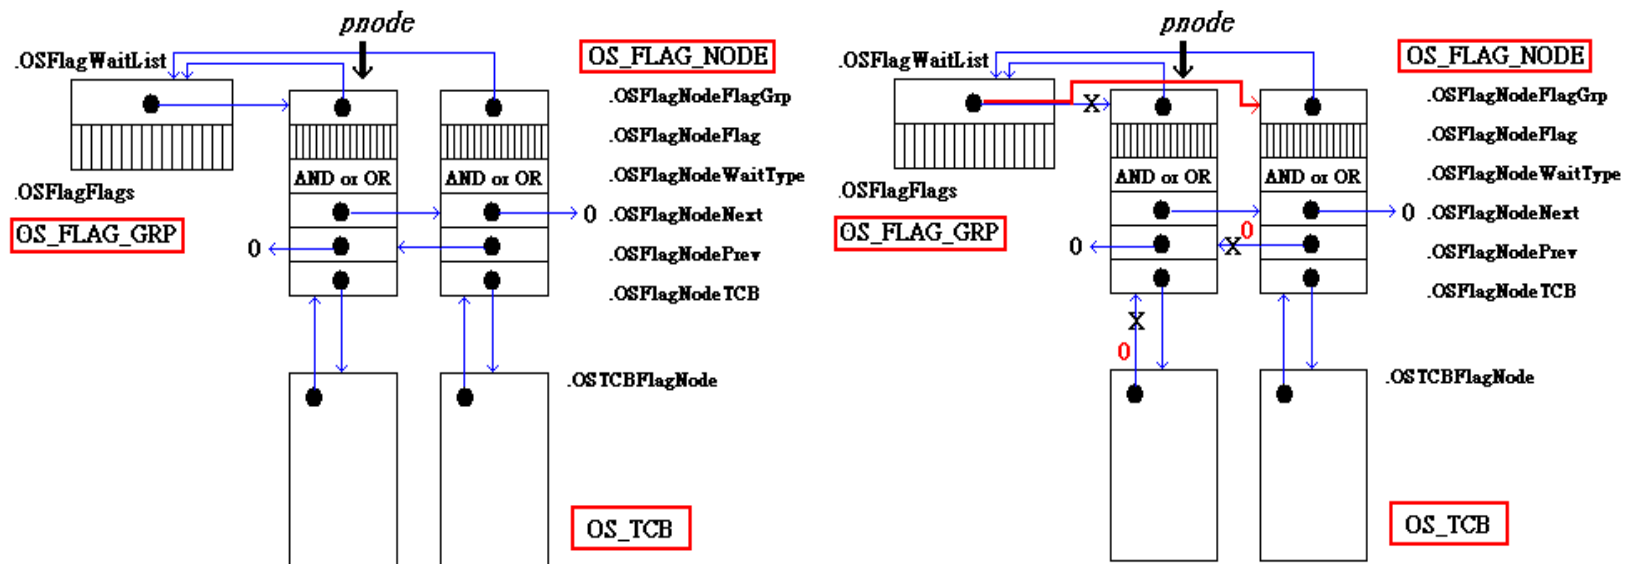 pnode
OS_FLAG_NODE
.OSFlagWaitList
.OSFlagNodeFlagGrp
.OSFlagNodeFlag
AND or OR
AND or OR
.OSFlagNodeWaitType
.OSFlagFlags
OS_FLAG_GRP
0
.OSFlagNodeNext
0
.OSFlagNodePrev
.OSFlagNodeTCB
.OSTCBFlagNode
OS_TCB
pnode
OS_FLAG_NODE
.OSFlagWaitList
X
.OSFlagNodeFlagGrp
.OSFlagNodeFlag
AND or OR
AND or OR
.OSFlagNodeWaitType
.OSFlagFlags
OS_FLAG_GRP
0
.OSFlagNodeNext
0
0
X
.OSFlagNodePrev
.OSFlagNodeTCB
X
0
.OSTCBFlagNode
OS_TCB